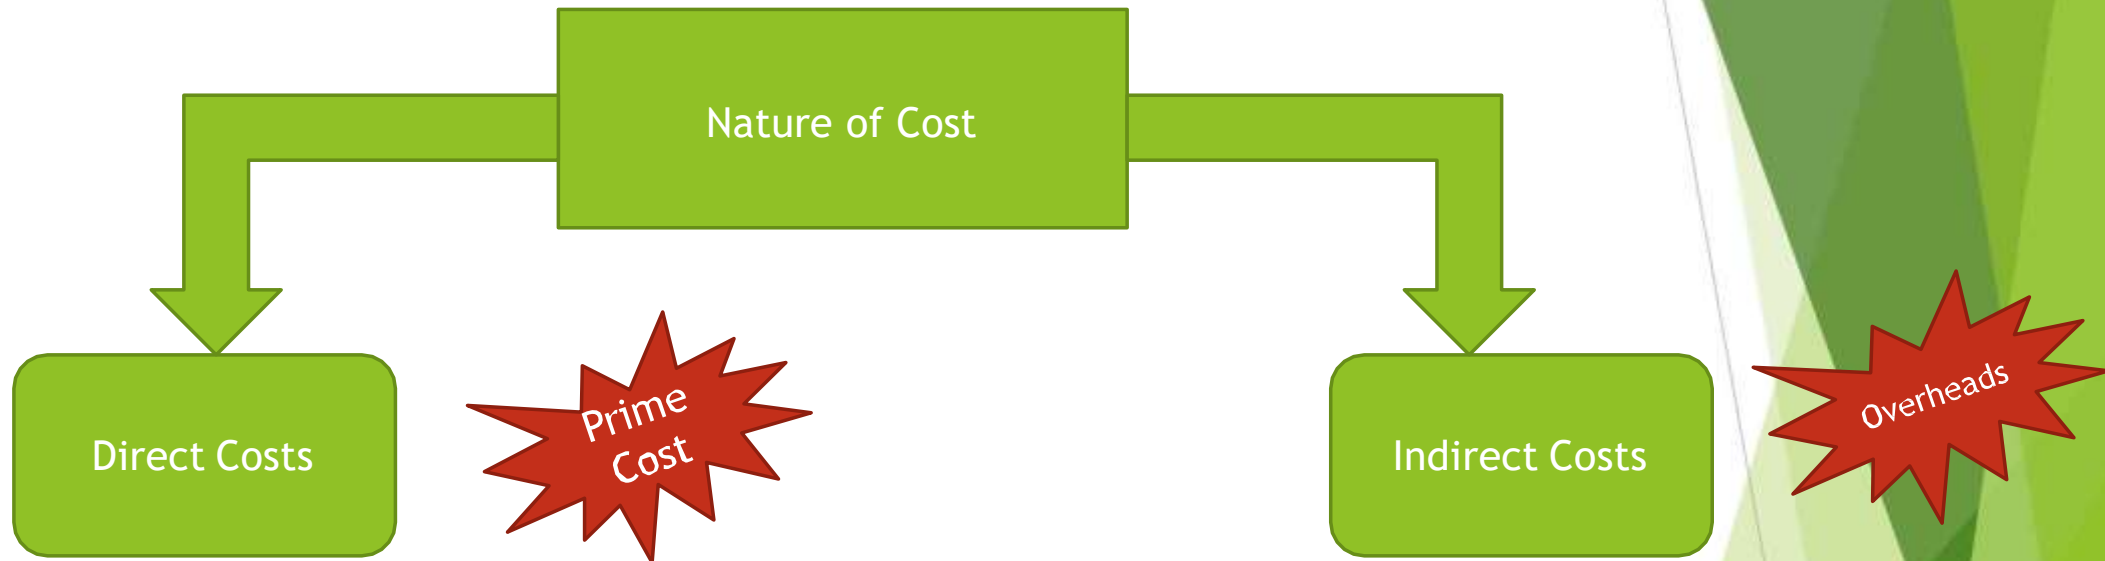 Nature of Cost
Direct Costs
Prime
Cost
Indirect Costs
Overheads